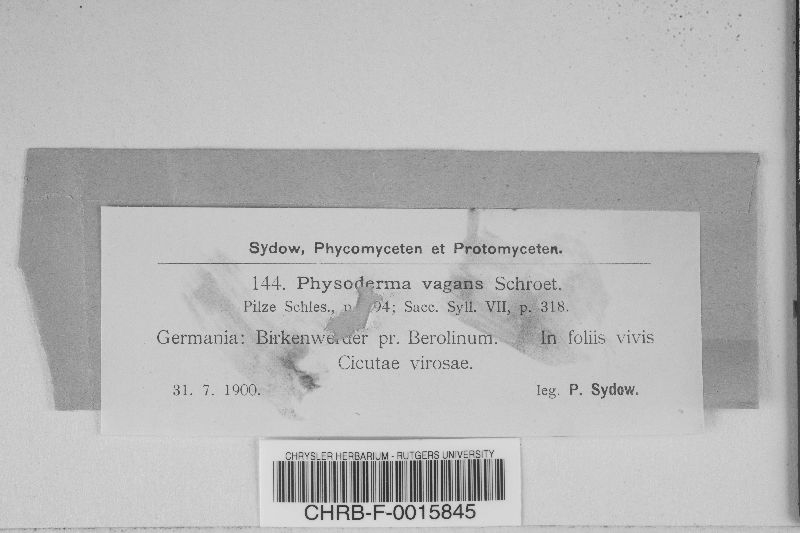 Sydow, Phycomyceten et Protomyceten.
144. Physoderma vagans Schroet.
Pilze Schles., 94; Sacc. Syll. VII, p. 318.
Germania: Birkenwerder pr. Berolinum. In foliis vivis
Cicutae virosae.
31. 7. 1900. leg. P. Sydow.
CHRYSLER HERBARIUM - RUTGERS UNIVERSITY
CHRB-F-0015845